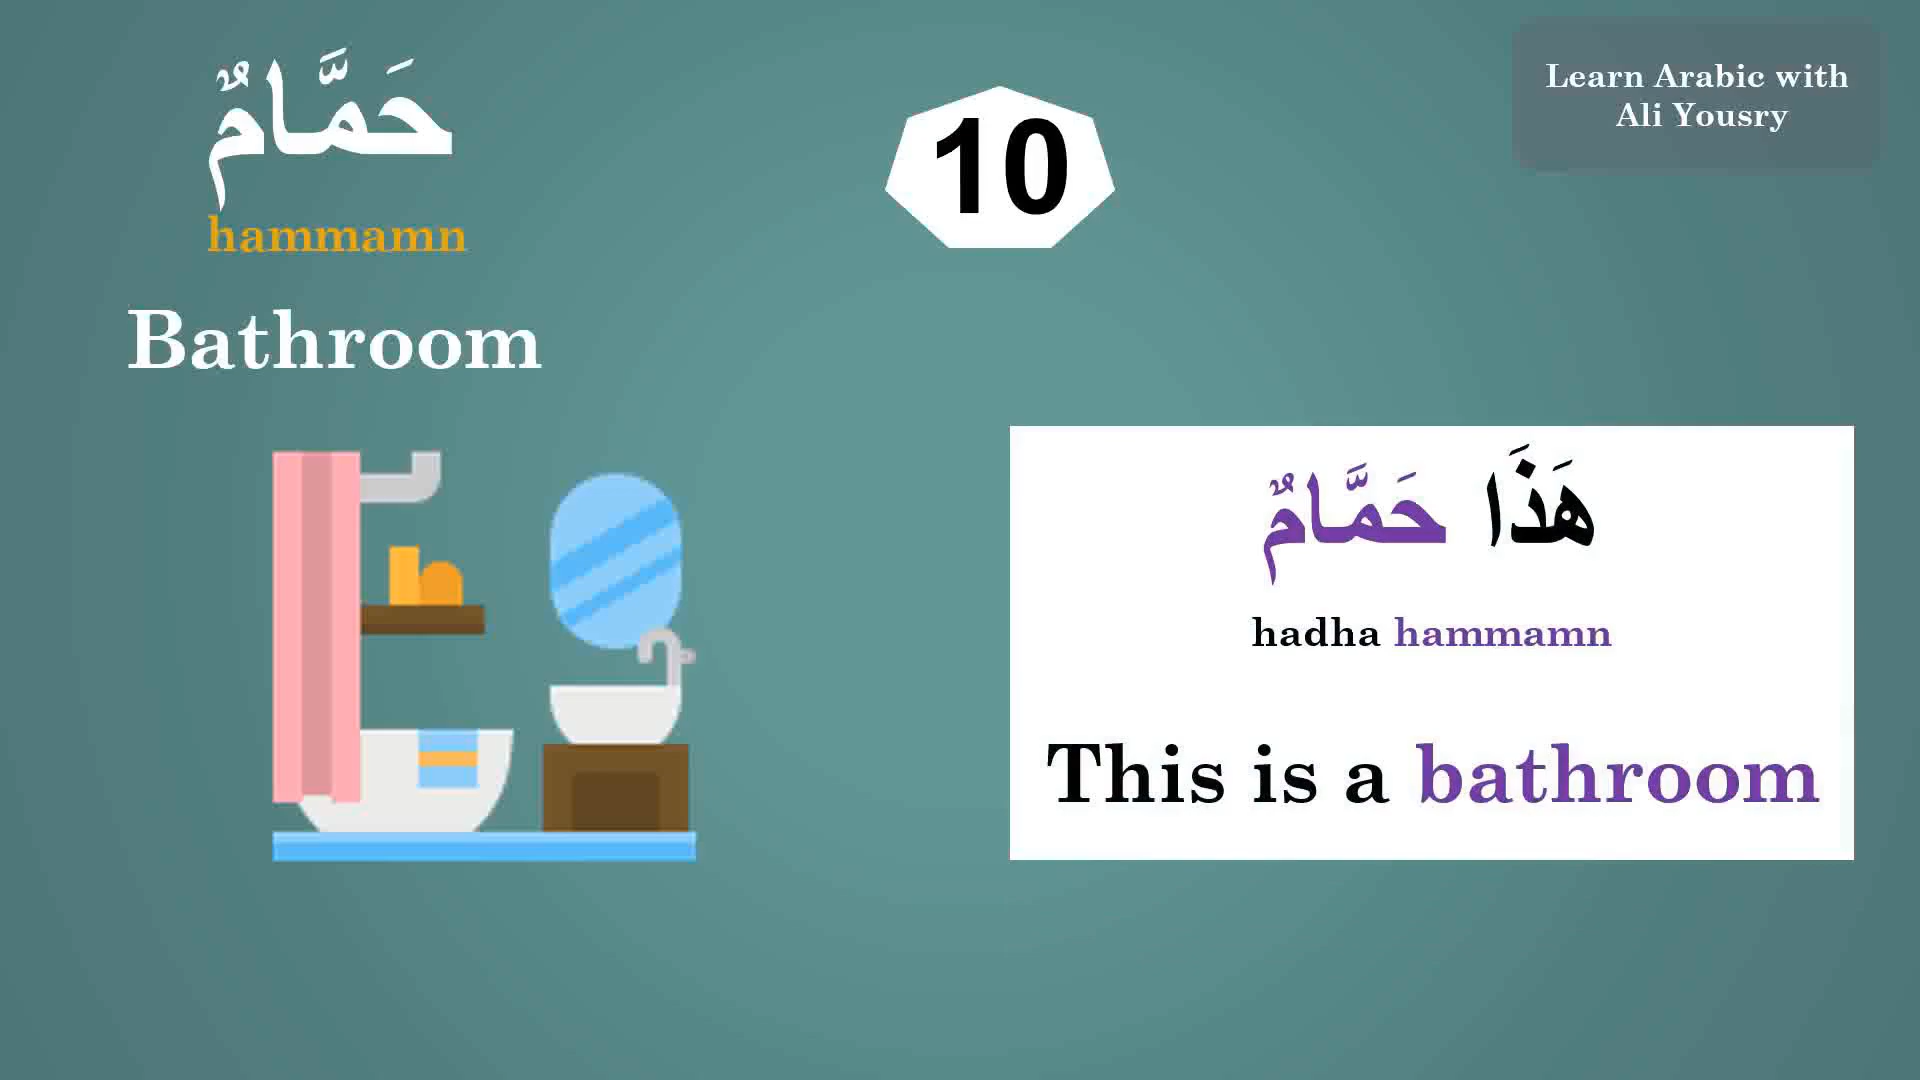 حَمَّامٌ
hammamn
Bathroom
10
Learn Arabic with
Ali Yousry
هَذَا حَمَّامٌ
hadha hammamn
This is a bathroom